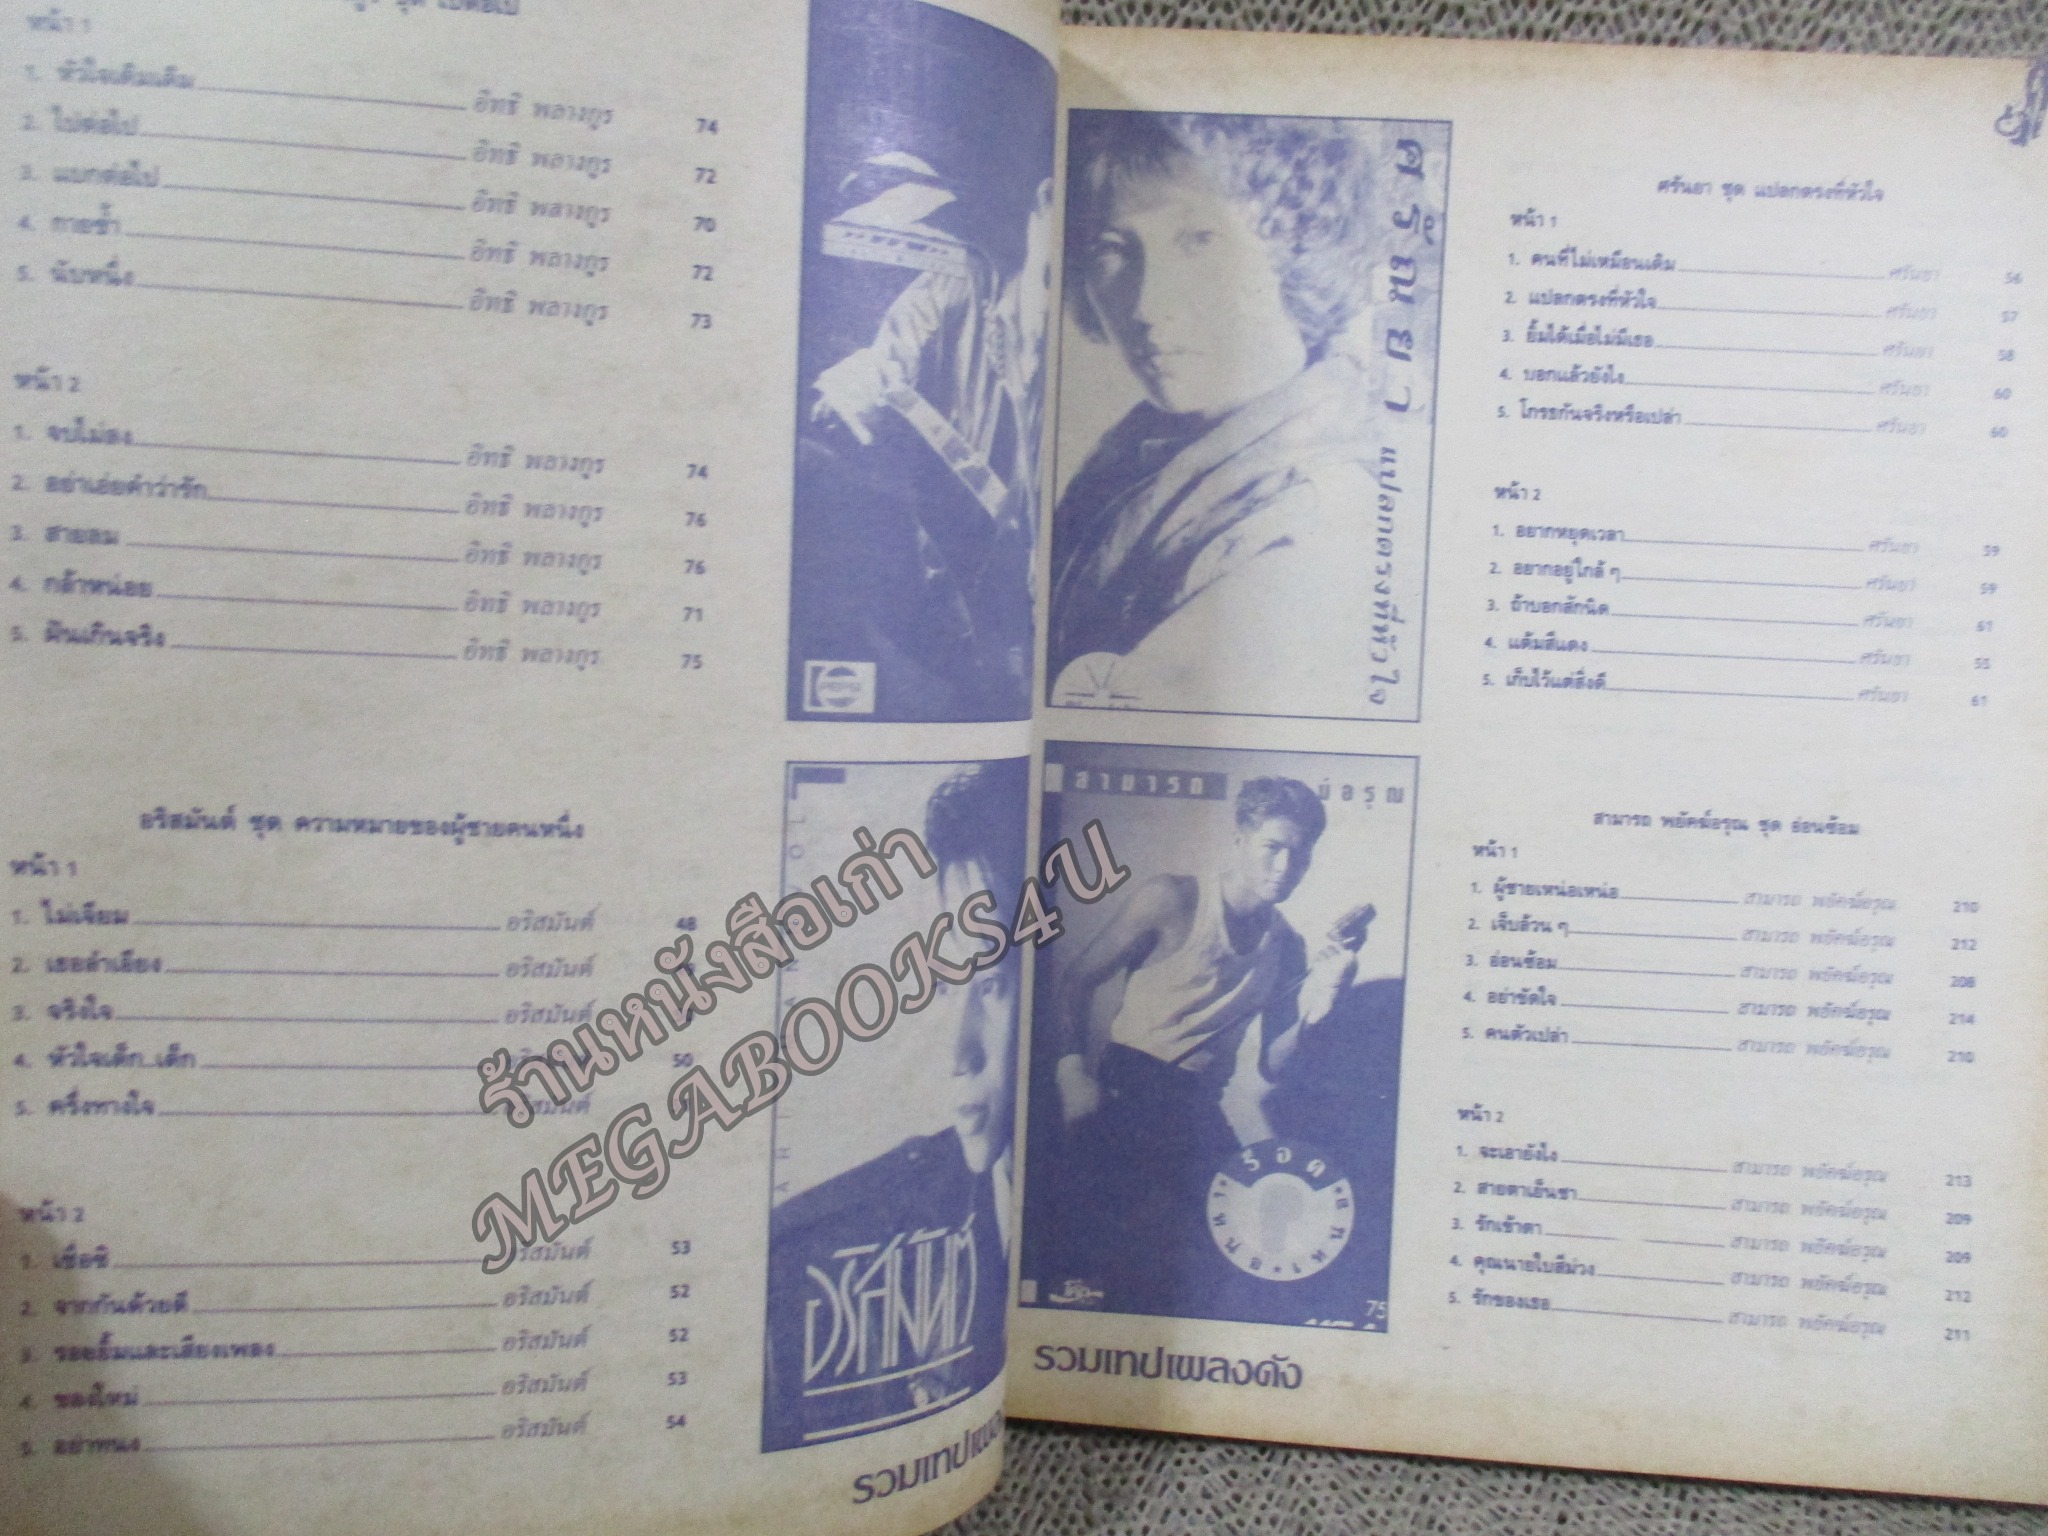 ชุด ไปต่อไป
หน้า 1
1. หัวใจเดิมเดิม อิทธิ พลางกูร 74
2. ไปต่อไป อิทธิ พลางกูร 72
3. แบกต่อไป อิทธิ พลางกูร 70
4. ตายซ้ำ อิทธิ พลางกูร 72
5. นับหนึ่ง อิทธิ พลางกูร 73
หน้า 2
1. จบไม่ลง อิทธิ พลางกูร 74
2. อย่าเอ่ยคำว่ารัก อิทธิ พลางกูร 76
3. สายลม อิทธิ พลางกูร 76
4. กล้าหน่อย อิทธิ พลางกูร 71
5. ฝันเกินจริง อิทธิ พลางกูร 75
PEPSI
อริสมันต์ ชุด ความหมายของผู้ชายคนหนึ่ง
หน้า 1
1. ไม่เจียม อริสมันต์ 48
2. เธอลำเอียง อริสมันต์
3. จริงใจ อริสมันต์
4. หัวใจเด็ก..เด็ก อริสมันต์ 50
5. ครึ่งทางใจ อริสมันต์
หน้า 2
1. เชื่อซิ อริสมันต์ 53
2. จากกันด้วยดี อริสมันต์ 52
3. รอยยิ้มและเสียงเพลง อริสมันต์ 52
4. ของใหม่ อริสมันต์ 53
5. อย่าพนง อริสมันต์ 54
อริสมันต์
รวมเทปเพลง
ศรันยา
แปลกตรงที่หัวใจ
ศรันยา ชุด แปลกตรงที่หัวใจ
หน้า 1
1. คนที่ไม่เหมือนเดิม ศรันยา 56
2. แปลกตรงที่หัวใจ ศรันยา 57
3. ยิ้มได้เมื่อไม่มีเธอ ศรันยา 58
4. บอกแล้วยังไง ศรันยา 60
5. โกรธกันจริงหรือเปล่า ศรันยา 60
หน้า 2
1. อยากหยุดเวลา ศรันยา 59
2. อยากอยู่ใกล้ ๆ ศรันยา 59
3. ถ้าบอกสักนิด ศรันยา 61
4. แต้มสีแดง ศรันยา 55
5. เก็บไว้แต่สิ่งดี ศรันยา 61
สามารถ
ย์อรุณ
ร็อค
75
สามารถ พยัคฆ์อรุณ ชุด อ่อนซ้อม
หน้า 1
1. ผู้ชายเหน่อเหน่อ สามารถ พยัคฆ์อรุณ 210
2. เจ็บล้วน ๆ สามารถ พยัคฆ์อรุณ 212
3. อ่อนซ้อม สามารถ พยัคฆ์อรุณ 208
4. อย่าขัดใจ สามารถ พยัคฆ์อรุณ 214
5. คนตัวเปล่า สามารถ พยัคฆ์อรุณ 210
หน้า 2
1. จะเอายังไง สามารถ พยัคฆ์อรุณ 213
2. สายตาเย็นชา สามารถ พยัคฆ์อรุณ 209
3. รักเข้าตา สามารถ พยัคฆ์อรุณ 209
4. คุณนายใบสีม่วง สามารถ พยัคฆ์อรุณ 212
5. รักของเธอ สามารถ พยัคฆ์อรุณ 211
รวมเทปเพลงดัง
ร้านหนังสือเก่า
MEGABOOKS4U